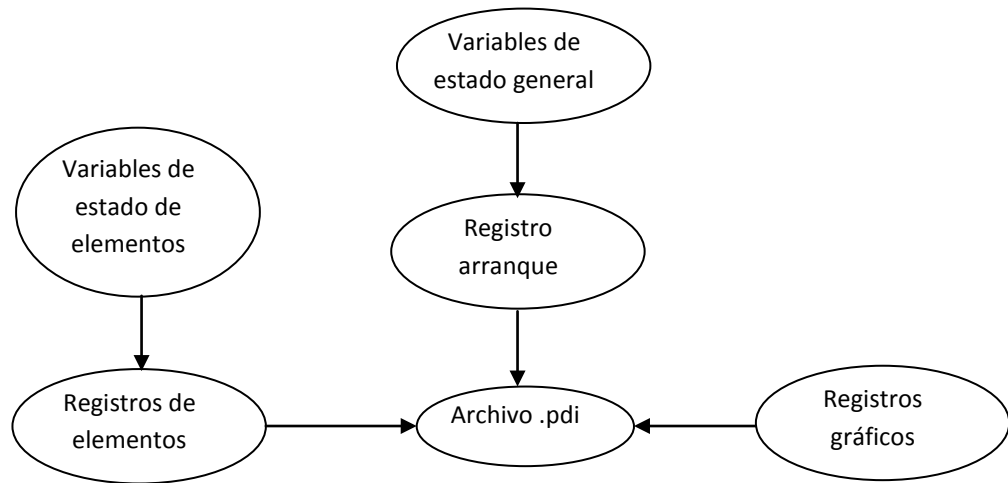 Variables de
estado general
Variables de
estado de
elementos
Registro
arranque
Registros de
elementos
Archivo .pdi
Registros
gráficos